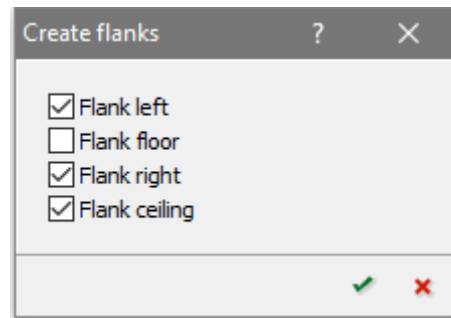 Create flanks ?
Flank left
Flank floor
Flank right
Flank ceiling